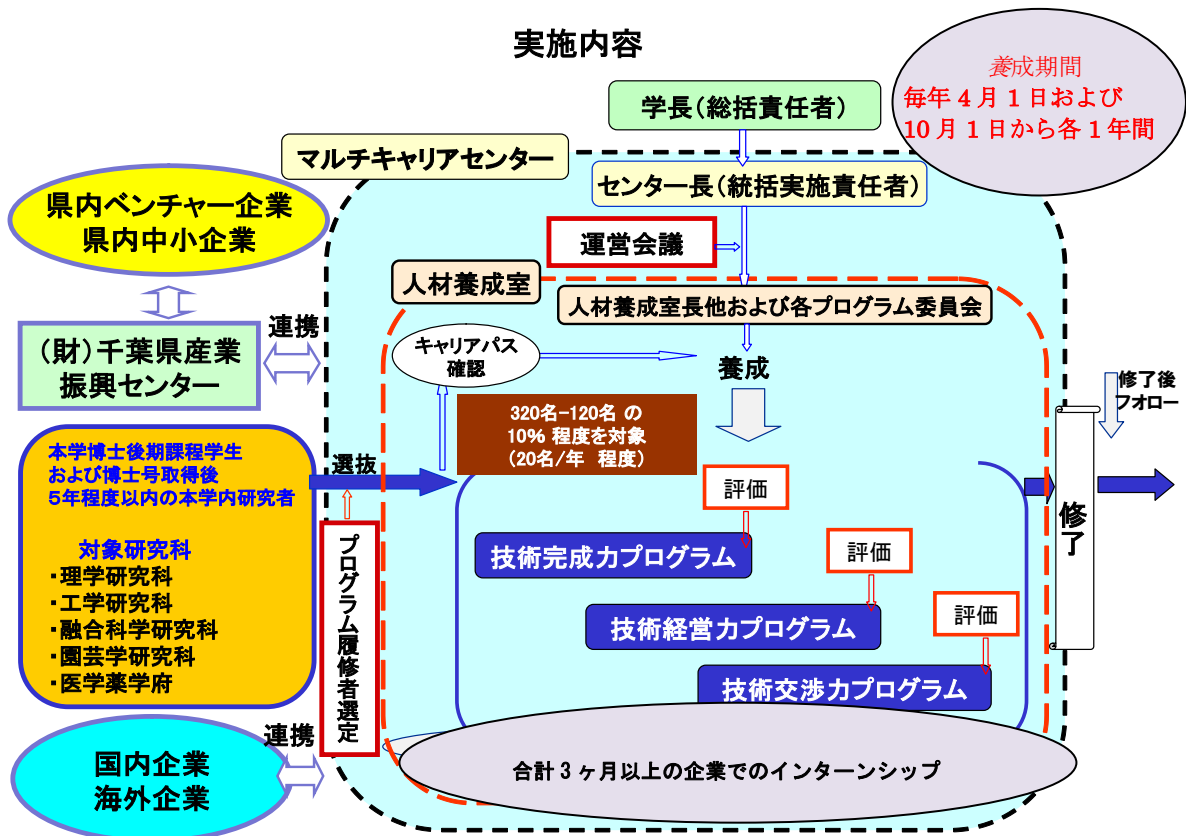 実施内容
養成期間
毎年4月1日および
10月1日から各1年間
学長（総括責任者）
マルチキャリアセンター
センター長（統括実施責任者）
県内ベンチャー企業
県内中小企業
運営会議
人材養成室
人材養成室長他および各プログラム委員会
連携
（財）千葉県産業
振興センター
キャリアパス
確認
養成
修了後
フォロー
320名-120名 の
10% 程度を対象
（20名/年　程度）
本学博士後期課程学生
および博士号取得後
5年程度以内の本学内研究者
対象研究科
・理学研究科
・工学研究科
・融合科学研究科
・園芸学研究科
・医学薬学府
選抜
プログラム履修者選定
評価
技術完成力プログラム
評価
技術経営力プログラム
評価
技術交渉力プログラム
修了
連携
国内企業
海外企業
合計3ヶ月以上の企業でのインターンシップ